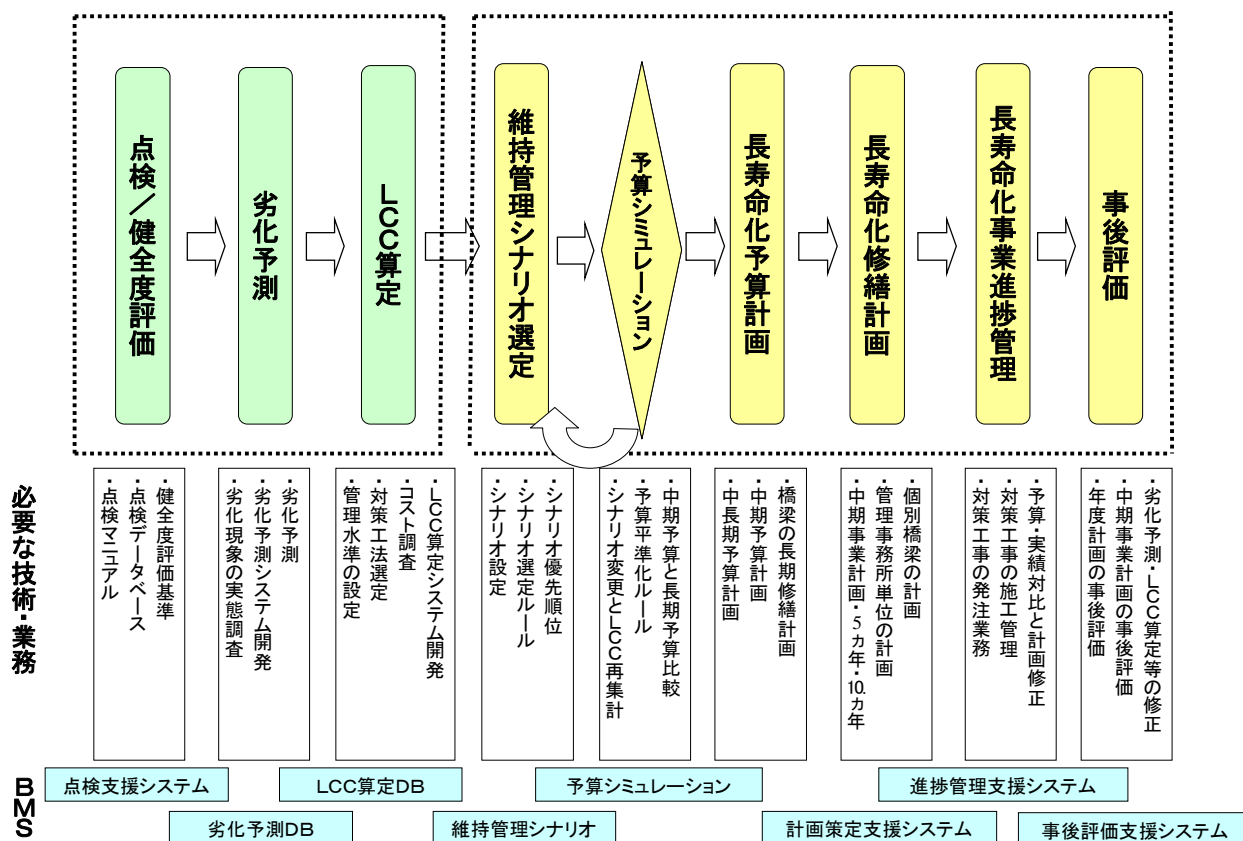 点検／健全度評価
劣化予測
LCC算定
維持管理シナリオ選定
予算シミュレーション
長寿命化予算計画
長寿命化修繕計画
長寿命化事業進捗管理
事後評価
必要な技術・業務
・健全度評価基準
・点検データベース
・点検マニュアル
・劣化予測
・劣化予測システム開発
・劣化現象の実態調査
・LCC算定システム開発
・コスト調査
・対策工法選定
・管理水準の設定
・シナリオ優先順位
・シナリオ選定ルール
・シナリオ設定
・中期予算と長期予算比較
・予算平準化ルール
・シナリオ変更とLCC再集計
・橋梁の長期修繕計画
・中期予算計画
・中長期予算計画
・個別橋梁の計画
・管理事務所単位の計画
・中期事業計画・5カ年・10.カ年
・予算・実績対比と計画修正
・対策工事の施工管理
・対策工事の発注業務
・劣化予測・LCC算定等の修正
・中期事業計画の事後評価
・年度計画の事後評価
BMS
点検支援システム
LCC算定DB
予算シミュレーション
進捗管理支援システム
劣化予測DB
維持管理シナリオ
計画策定支援システム
事後評価支援システム